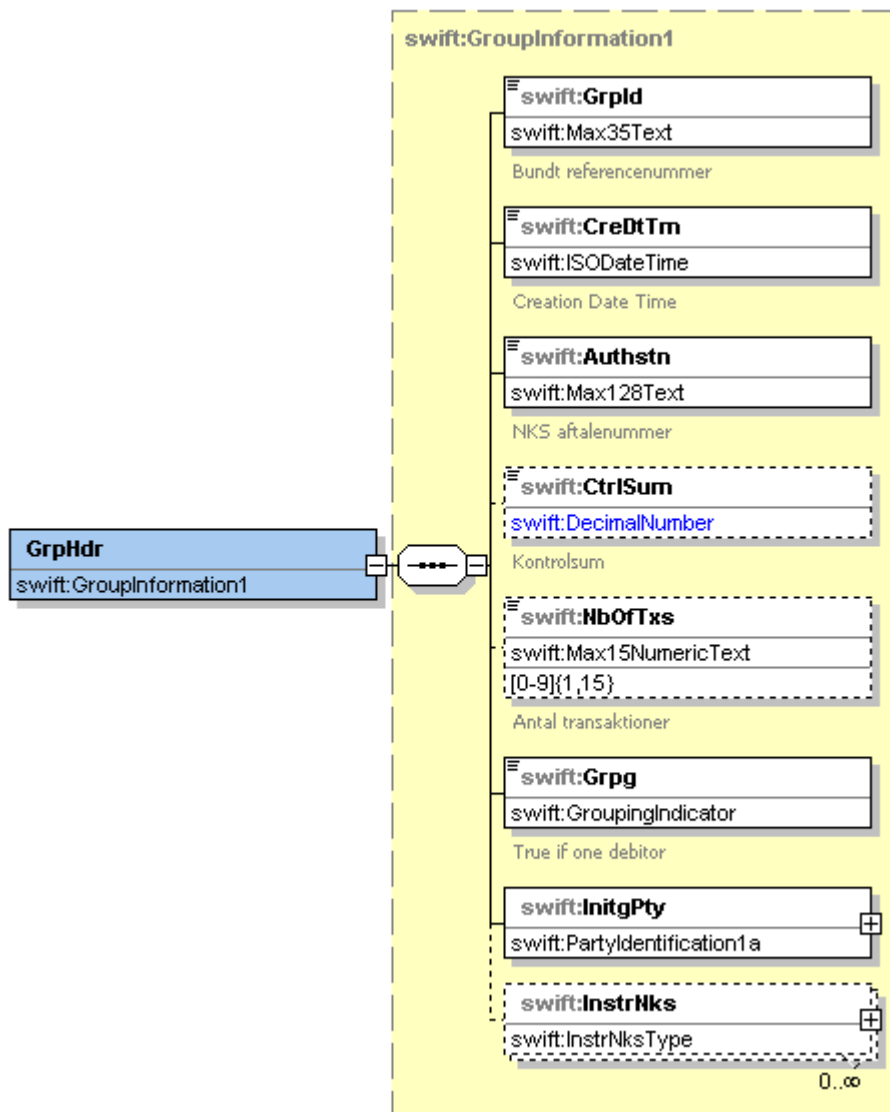 swift:GroupInformation1
swift:GrpId
swift:Max35Text
Bundt referencenummer
swift:CreDtTm
swift:ISODateTime
Creation Date Time
swift:Authstn
swift:Max128Text
NKS aftalenummer
swift:CtrlSum
swift:DecimalNumber
Kontrolsum
GrpHdr
swift:GroupInformation1
swift:NbOfTxs
swift:Max15NumericText
[0-9]{1,15}
Antal transaktioner
swift:Grpg
swift:GroupingIndicator
True if one debitor
swift:InitgPty
swift:PartyIdentification1a
swift:InstrNks
swift:InstrNksType
0..∞